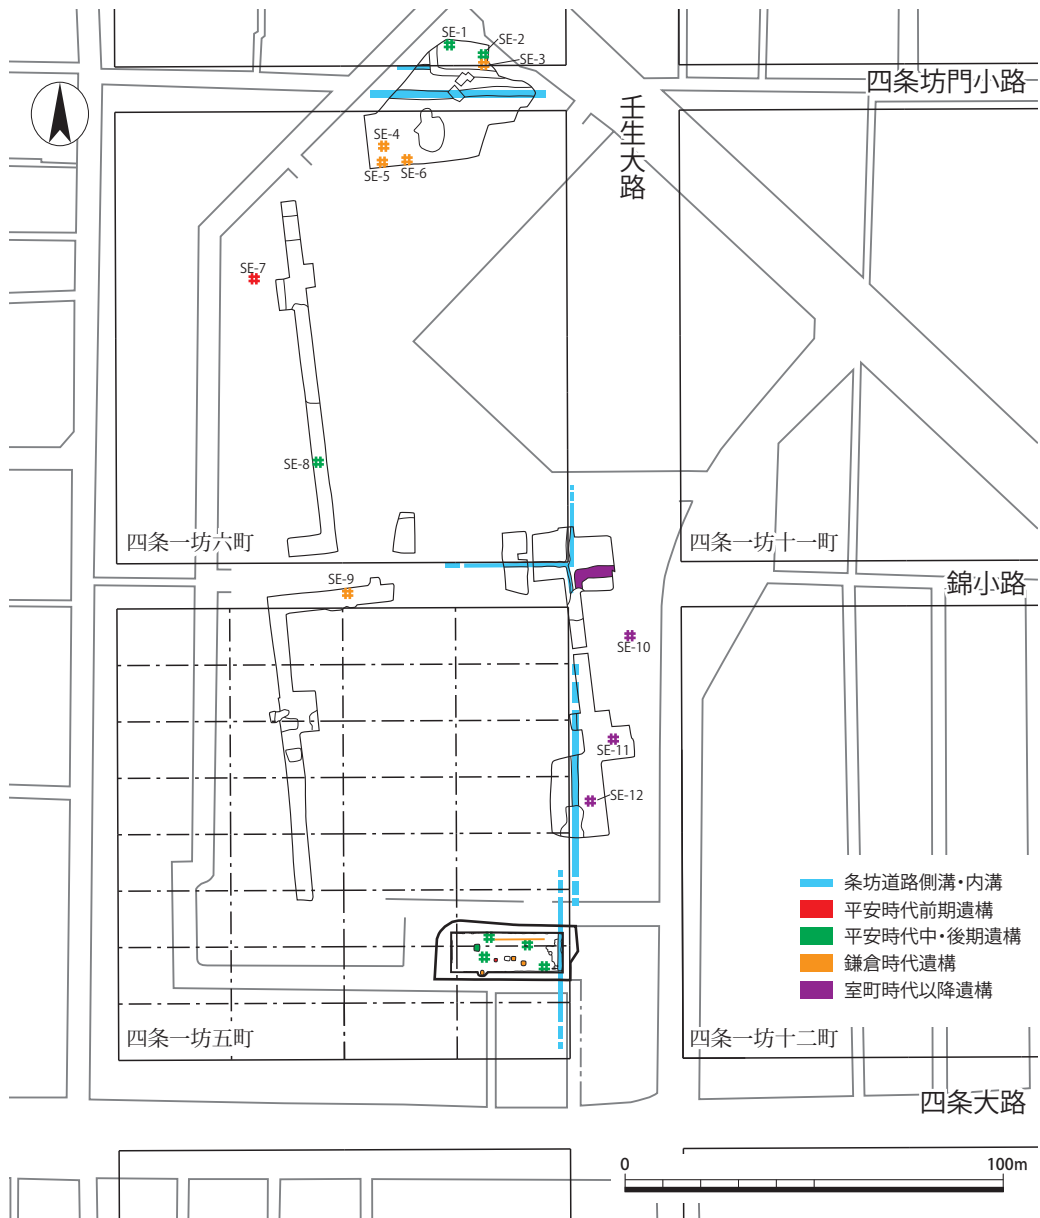 SE-1
SE-2
SE-3
四条坊門小路
壬生大路
SE-4
SE-5
SE-6
SE-7
SE-8
四条一坊六町
四条一坊十一町
SE-9
錦小路
SE-10
SE-11
SE-12
条坊道路側溝・内溝
平安時代前期遺構
平安時代中・後期遺構
鎌倉時代遺構
室町時代以降遺構
四条一坊五町
四条一坊十二町
四条大路
0 100m